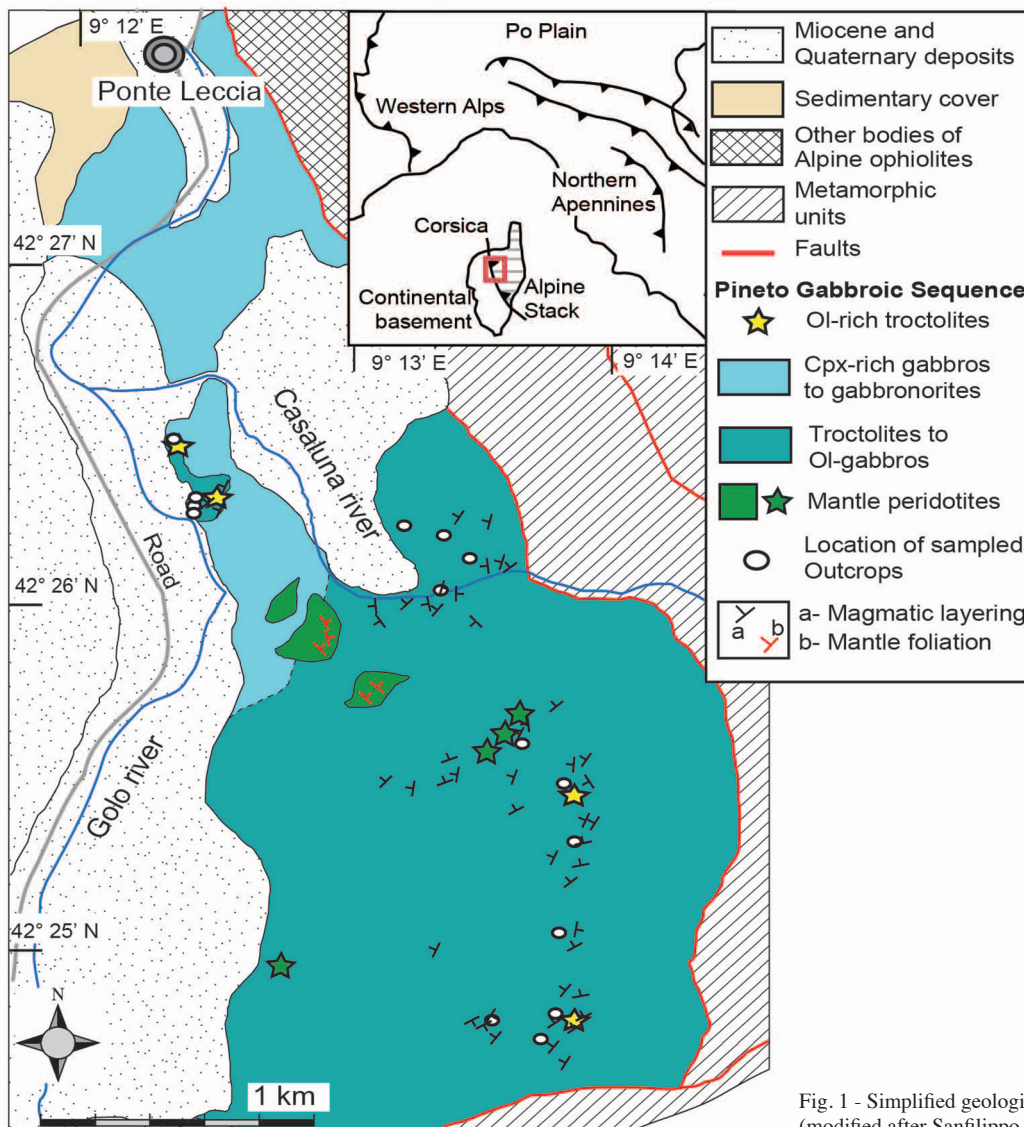 9° 12' E
Ponte Leccia
42° 27' N
Po Plain
Western Alps
Northern
Apennines
Corsica
Continental
basement
Alpine
Stack
9° 13' E
9° 14' E
Casaluna river
Road
42° 26' N
Golo river
42° 25' N
N
1 km
Miocene and
Quaternary deposits
Sedimentary cover
Other bodies of
Alpine ophiolites
Metamorphic
units
Faults
Pineto Gabbroic Sequence
Ol-rich troctolites
Cpx-rich gabbros
to gabbronorites
Troctolites to
Ol-gabbros
Mantle peridotites
Location of sampled
Outcrops
a b
a- Magmatic layering
b- Mantle foliation
Fig. 1 - Simplified geologi
(modified after Sanfilippo